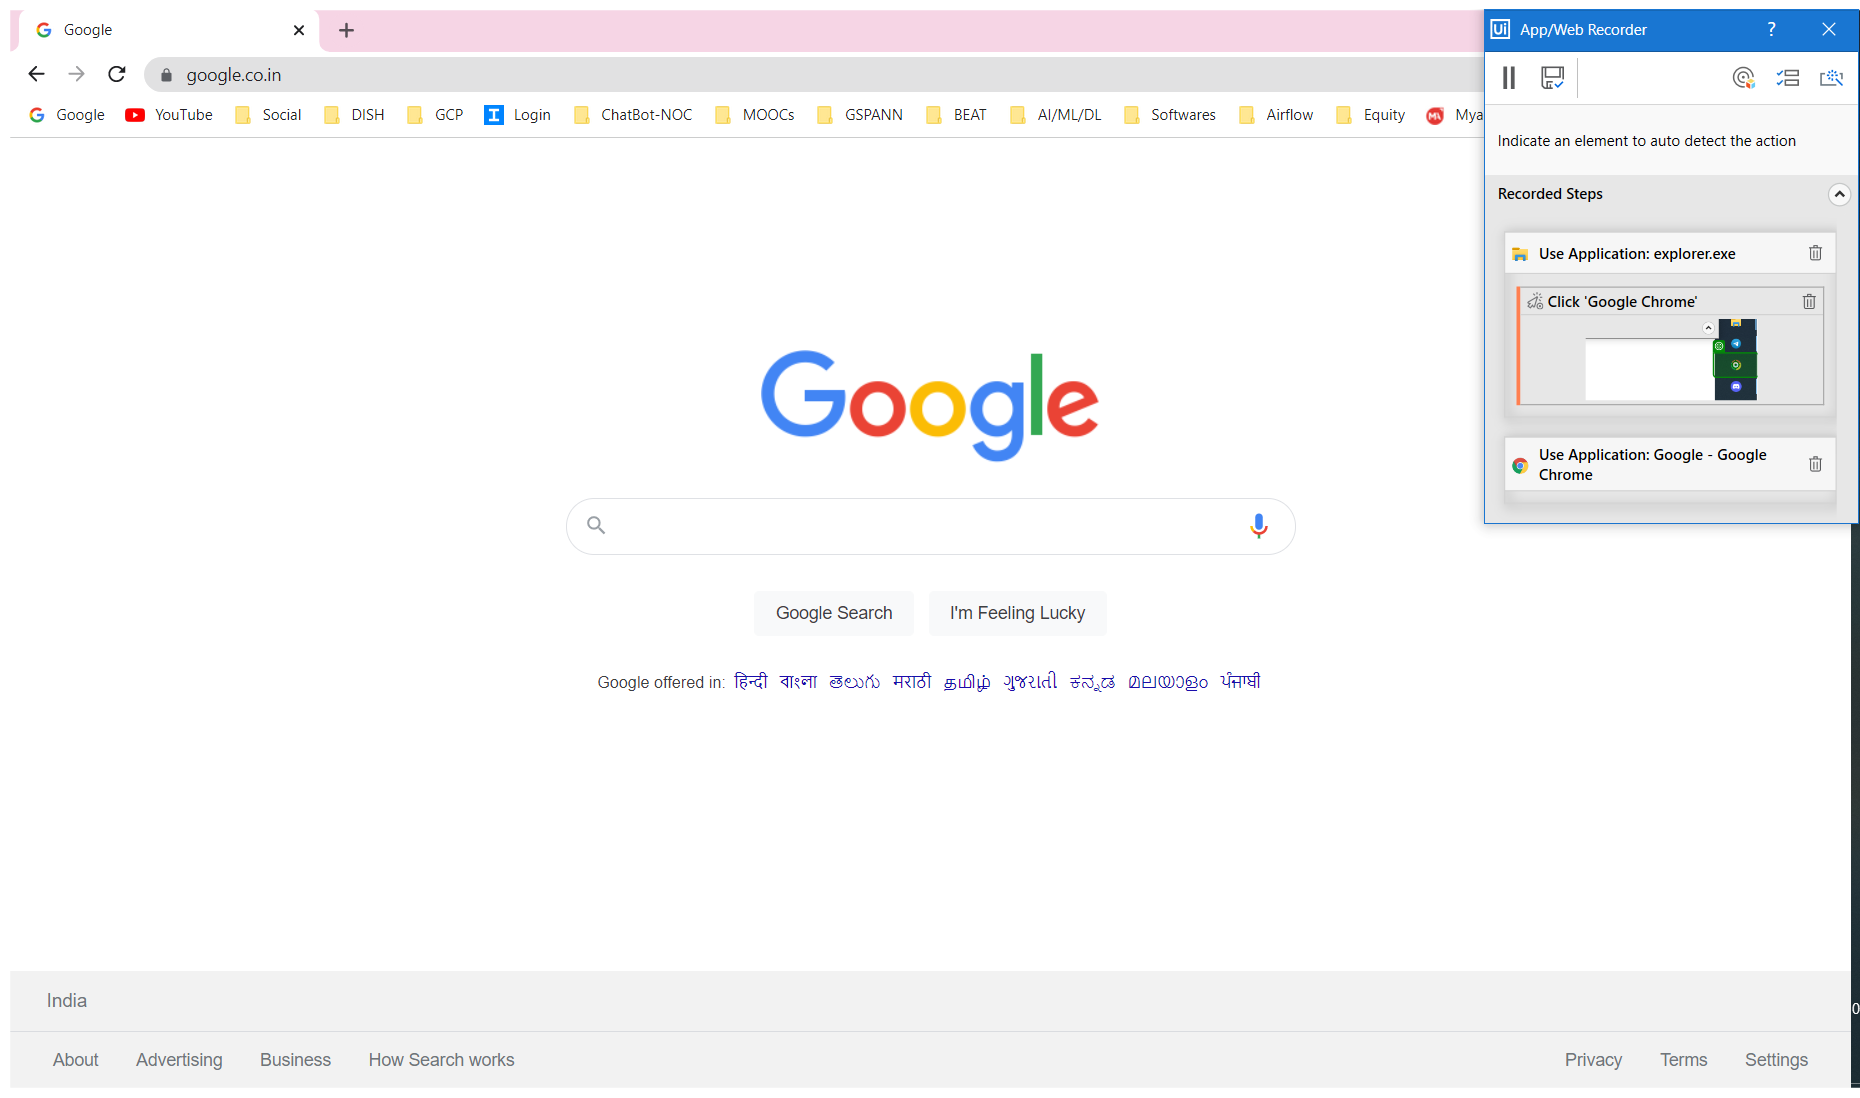 Google
google.co.in
Google YouTube Social DISH GCP Login ChatBot-NOC MOOCs GSPANN BEAT AI/ML/DL Softwares Airflow Equity Mya
Ui App/Web Recorder ?
Indicate an element to auto detect the action
Recorded Steps
Use Application: explorer.exe
Click 'Google Chrome'
Use Application: Google - Google
Chrome
Google
Google Search I'm Feeling Lucky
Google offered in: हिन्दी বাংলা తెలుగు मराठी தமிழ் ગુજરાતી ಕನ್ನಡ മലയാളം ਪੰਜਾਬੀ
India
0
About Advertising Business How Search works Privacy Terms Settings